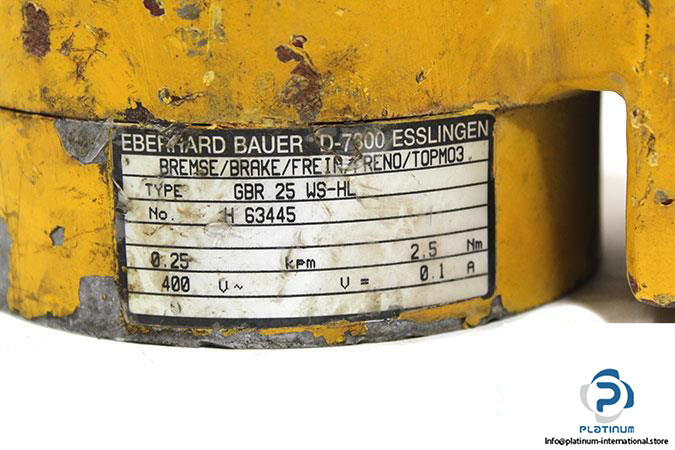 EBERHARD BAUER D-7300 ESSLINGEN
BREMSE/BRAKE/FREIN/FRENO/TOPMO3
TYPE GBR 25 WS-HL
No. H 63445
0.25 kpm 2.5 Nm
400 V~ V= 0.1 A
PLATINUM
Info@platinum-international.store